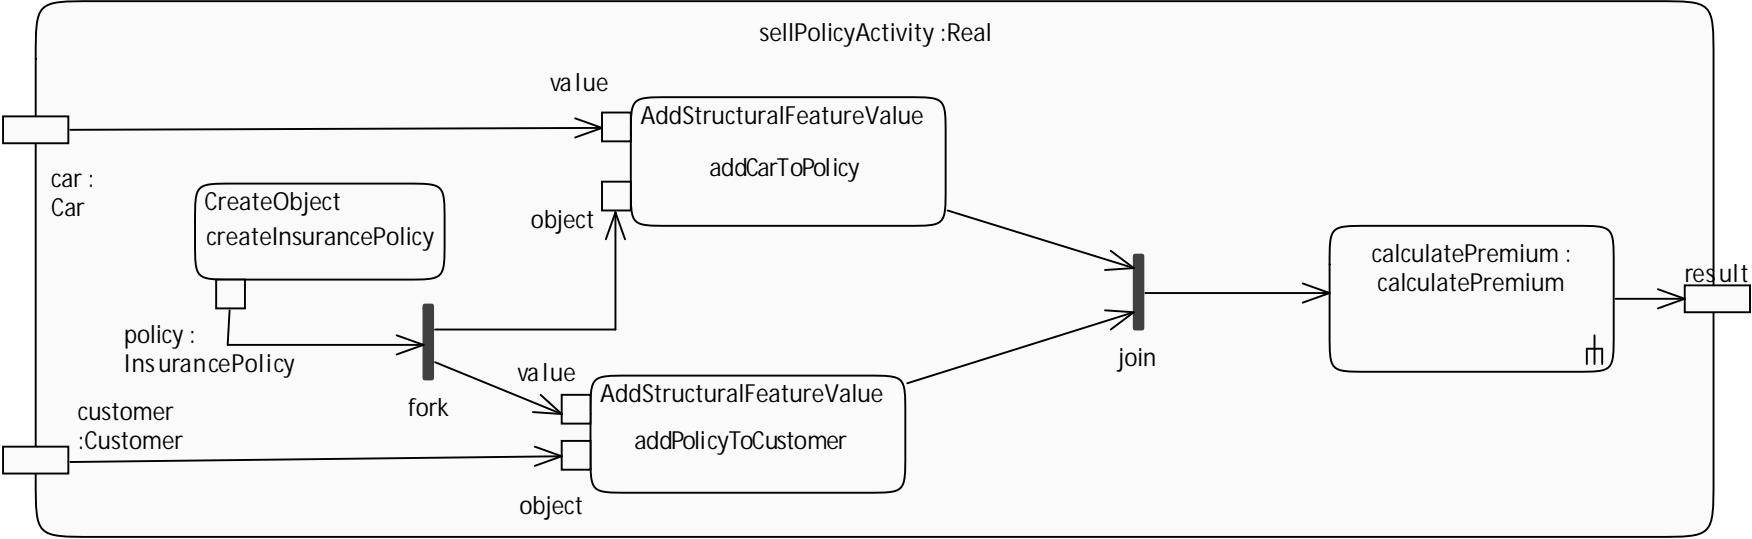 sellPolicyActivity :Real
value
AddStructuralFeatureValue
addCarToPolicy
car :
Car
CreateObject
createInsurancePolicy
object
calculatePremium :
calculatePremium
result
policy :
InsurancePolicy
join
value
AddStructuralFeatureValue
fork
customer
:Customer
addPolicyToCustomer
object